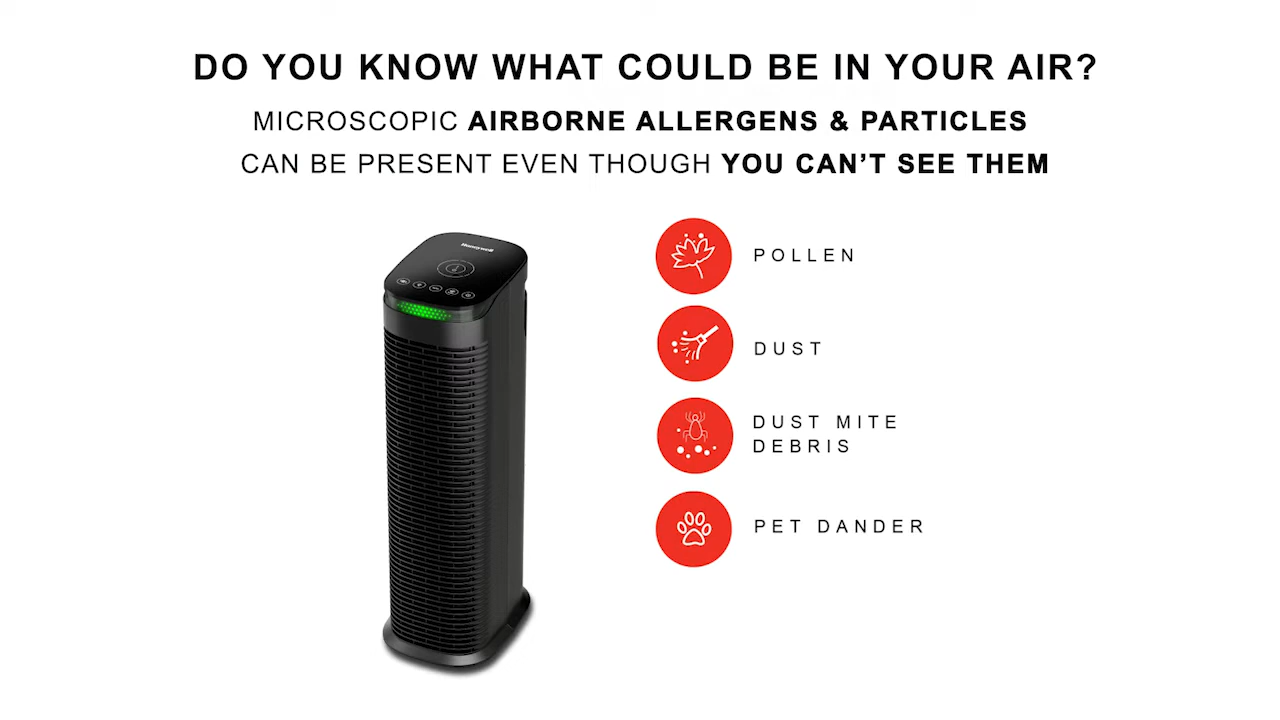 DO YOU KNOW WHAT COULD BE IN YOUR AIR?
MICROSCOPIC AIRBORNE ALLERGENS & PARTICLES
CAN BE PRESENT EVEN THOUGH YOU CAN'T SEE THEM
Honeywell
POLLEN
DUST
DUST MITE
DEBRIS
PET DANDER